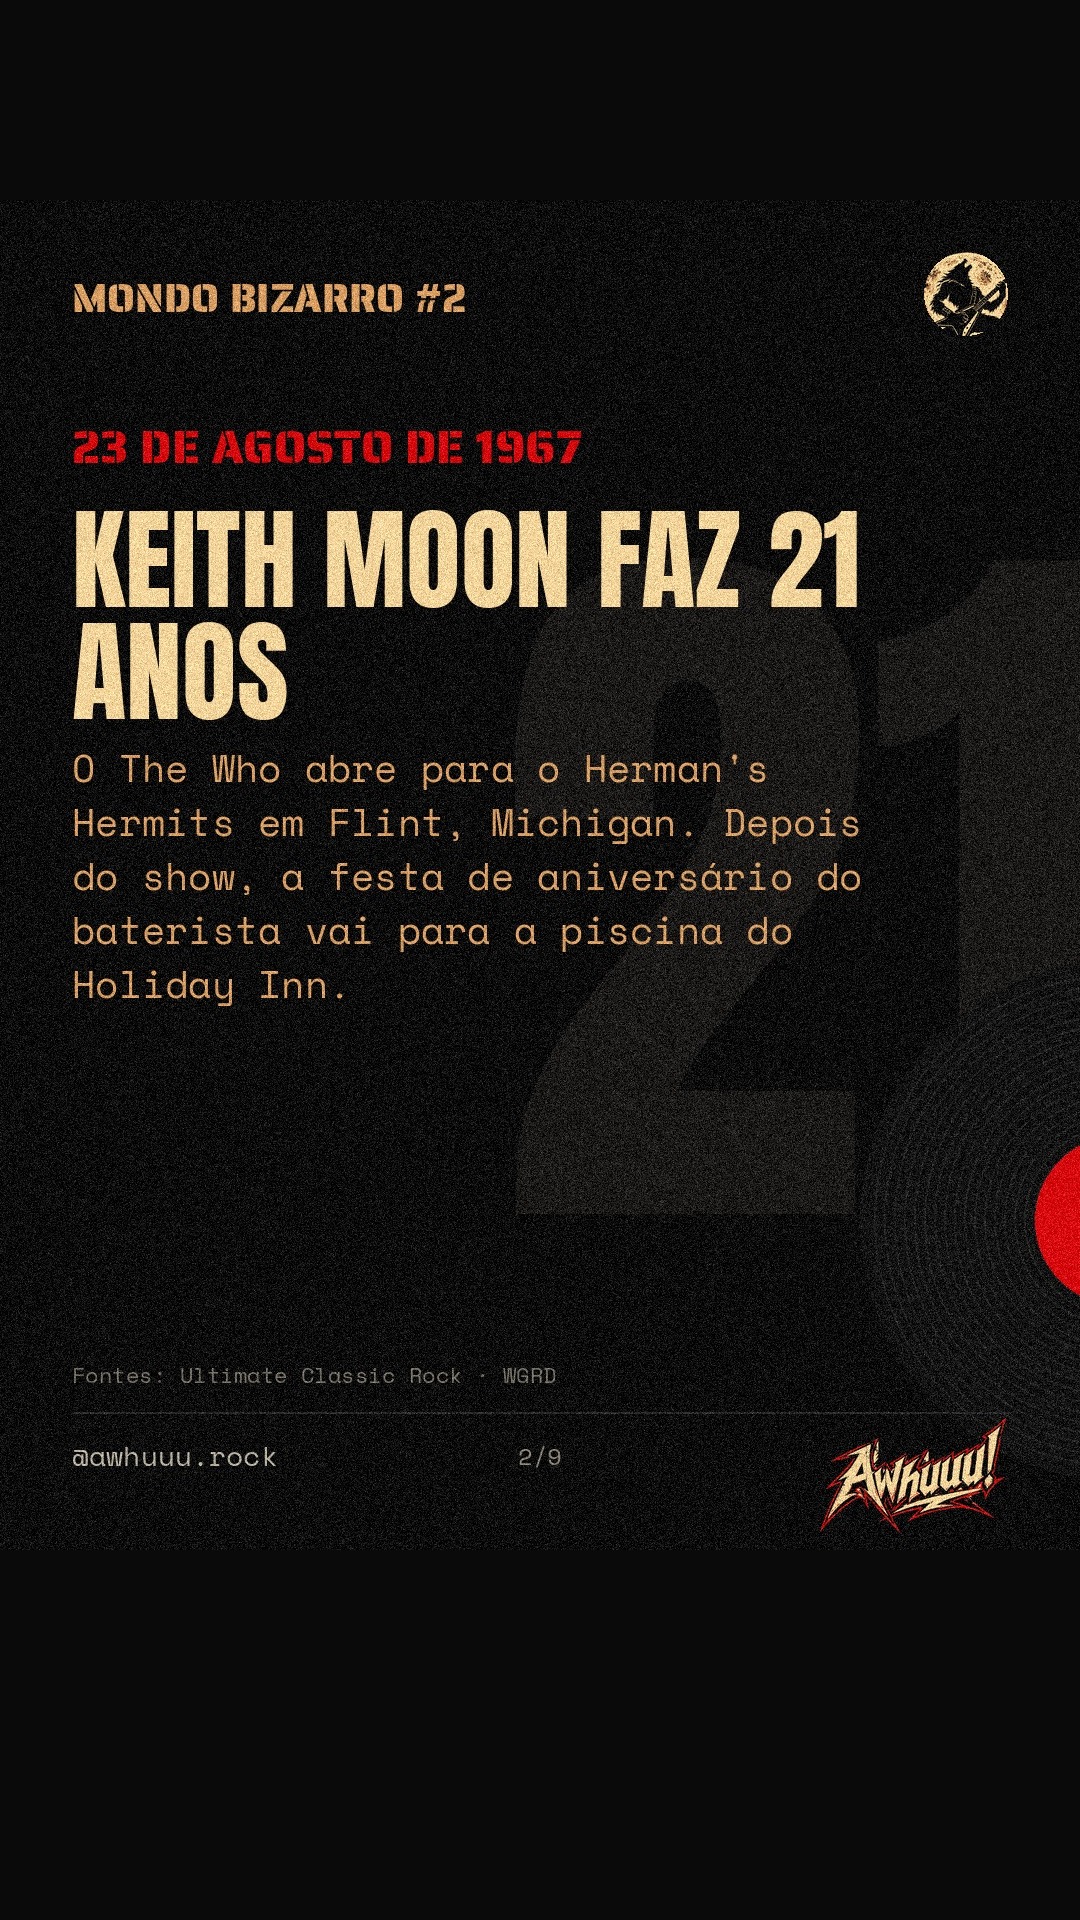 MONDO BIZARRO #2
23 DE AGOSTO DE 1967
KEITH MOON FAZ 21
ANOS
21
O The Who abre para o Herman's
Hermits em Flint, Michigan. Depois
do show, a festa de aniversário do
baterista vai para a piscina do
Holiday Inn.
Fontes: Ultimate Classic Rock · WGRD
@awhuuu.rock
2/9
Awhuuu!